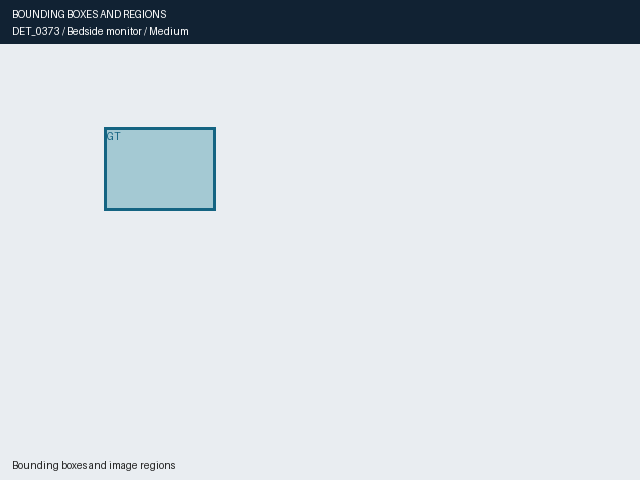 BOUNDING BOXES AND REGIONS
DET_0373 / Bedside monitor / Medium
GT
Bounding boxes and image regions